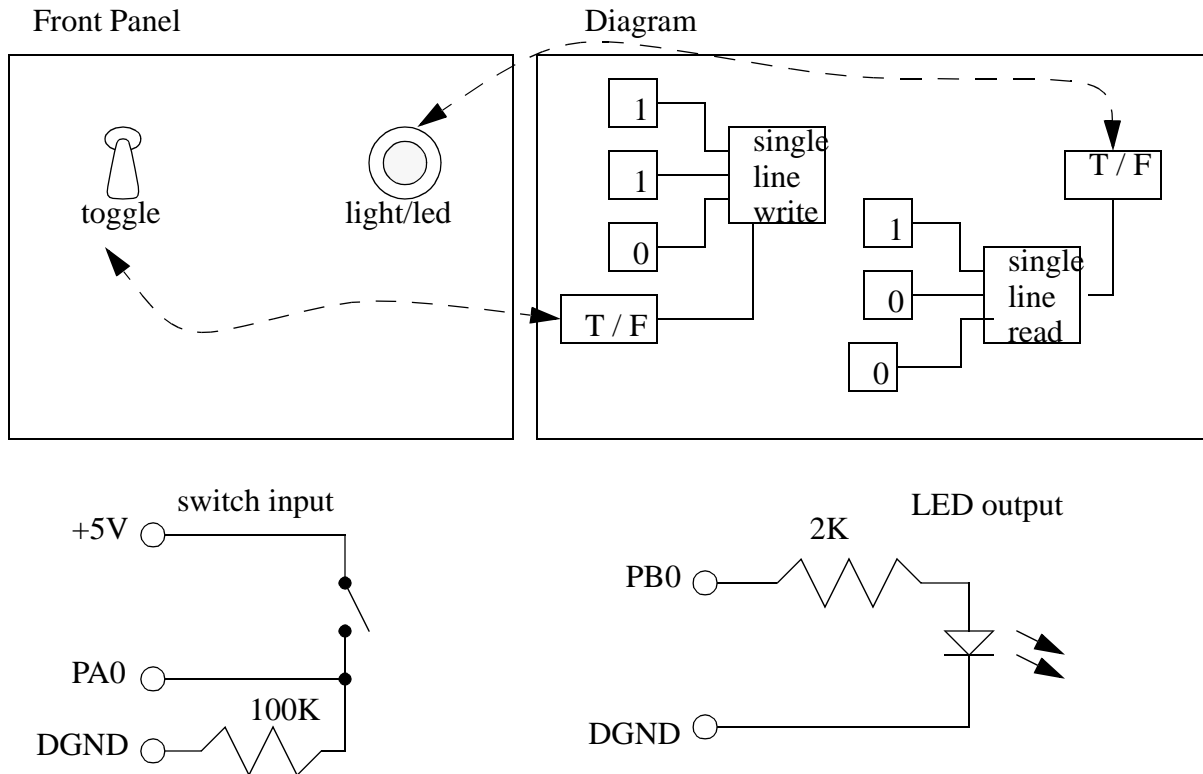 Front Panel
Diagram
toggle
light/led
1
1
0
single
line
write
T / F
1
0
0
single
line
read
T / F
switch input
+5V
PA0
100K
DGND
LED output
2K
PB0
DGND